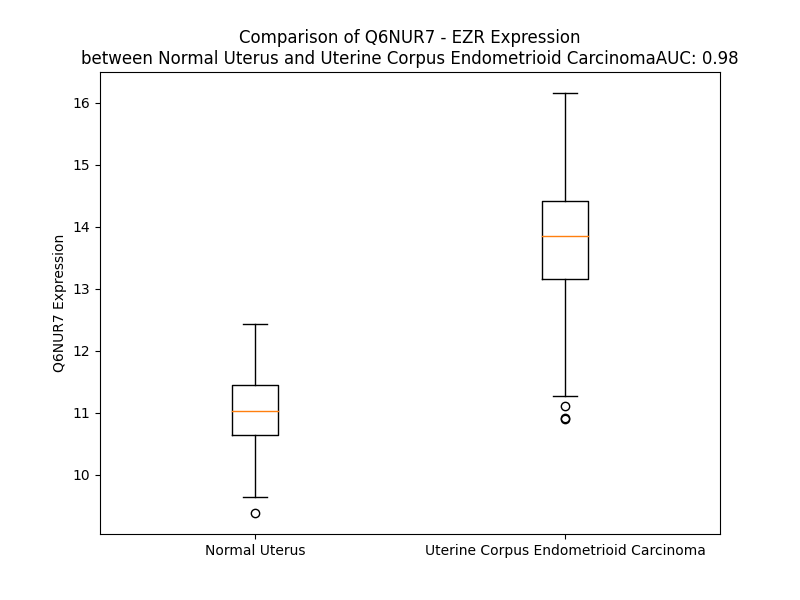 Comparison of Q6NUR7 - EZR Expression
between Normal Uterus and Uterine Corpus Endometrioid CarcinomaAUC: 0.98
Q6NUR7 Expression
16
15
14
13
12
11
10
Normal Uterus
Uterine Corpus Endometrioid Carcinoma